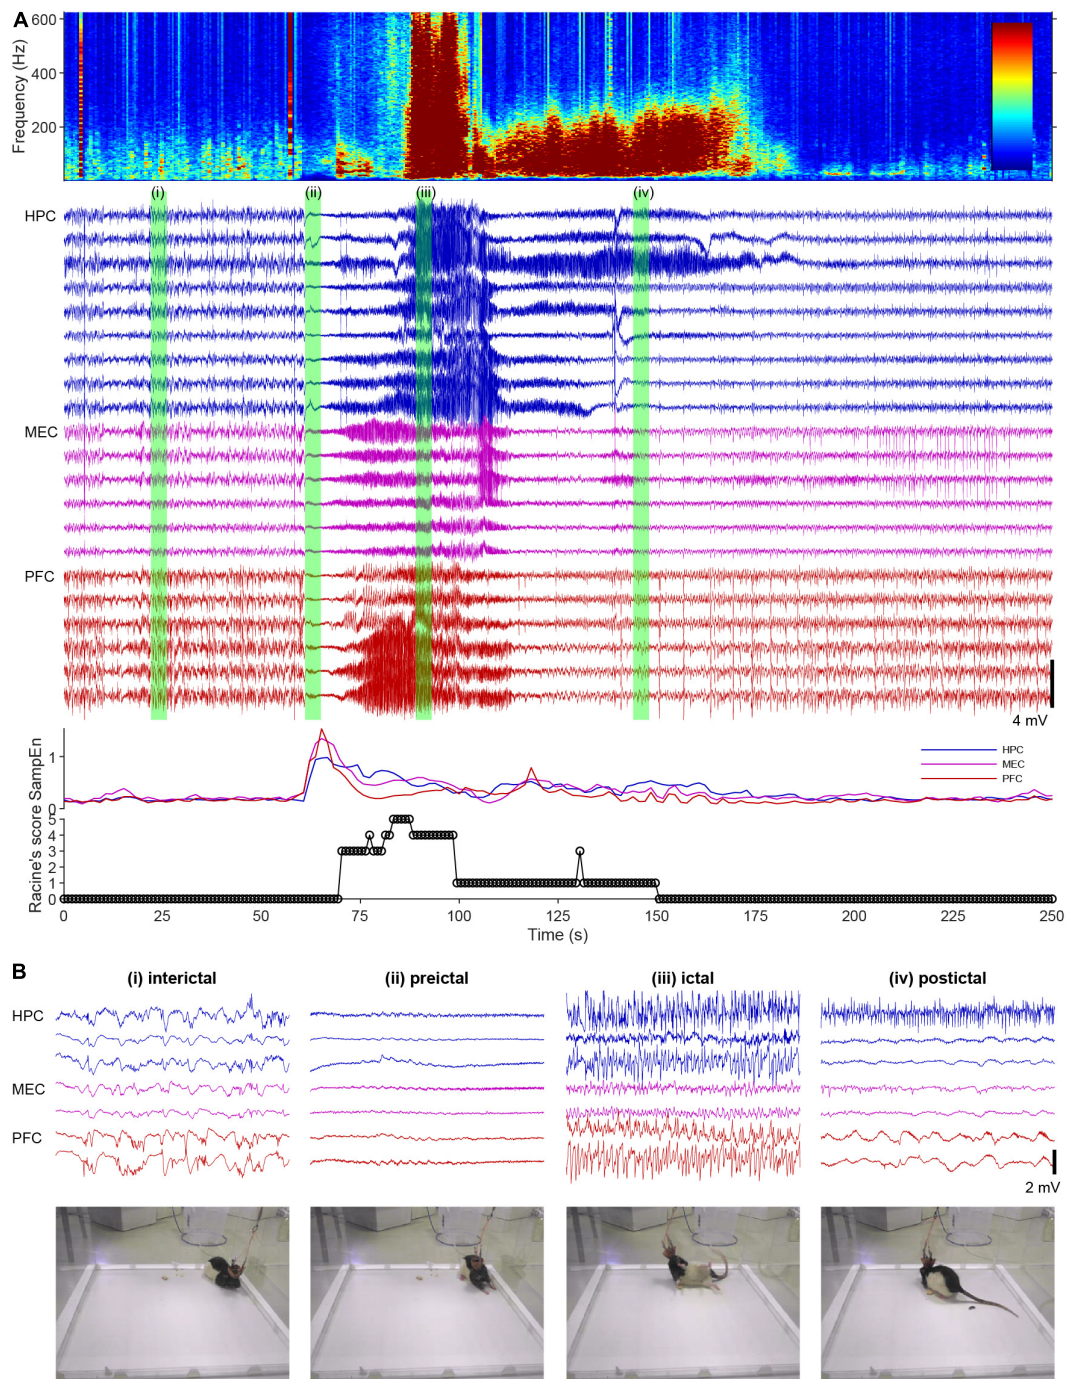 A
Frequency (Hz)
600
400
200
(i) (ii) (iii) (iv)
HPC
MEC
PFC
4 mV
SampEn
1
0
HPC
MEC
PFC
Racine's score
5
4
3
2
1
0
0 25 50 75 100 125 150 175 200 225 250
Time (s)
B
(i) interictal (ii) preictal (iii) ictal (iv) postictal
HPC
MEC
PFC
2 mV